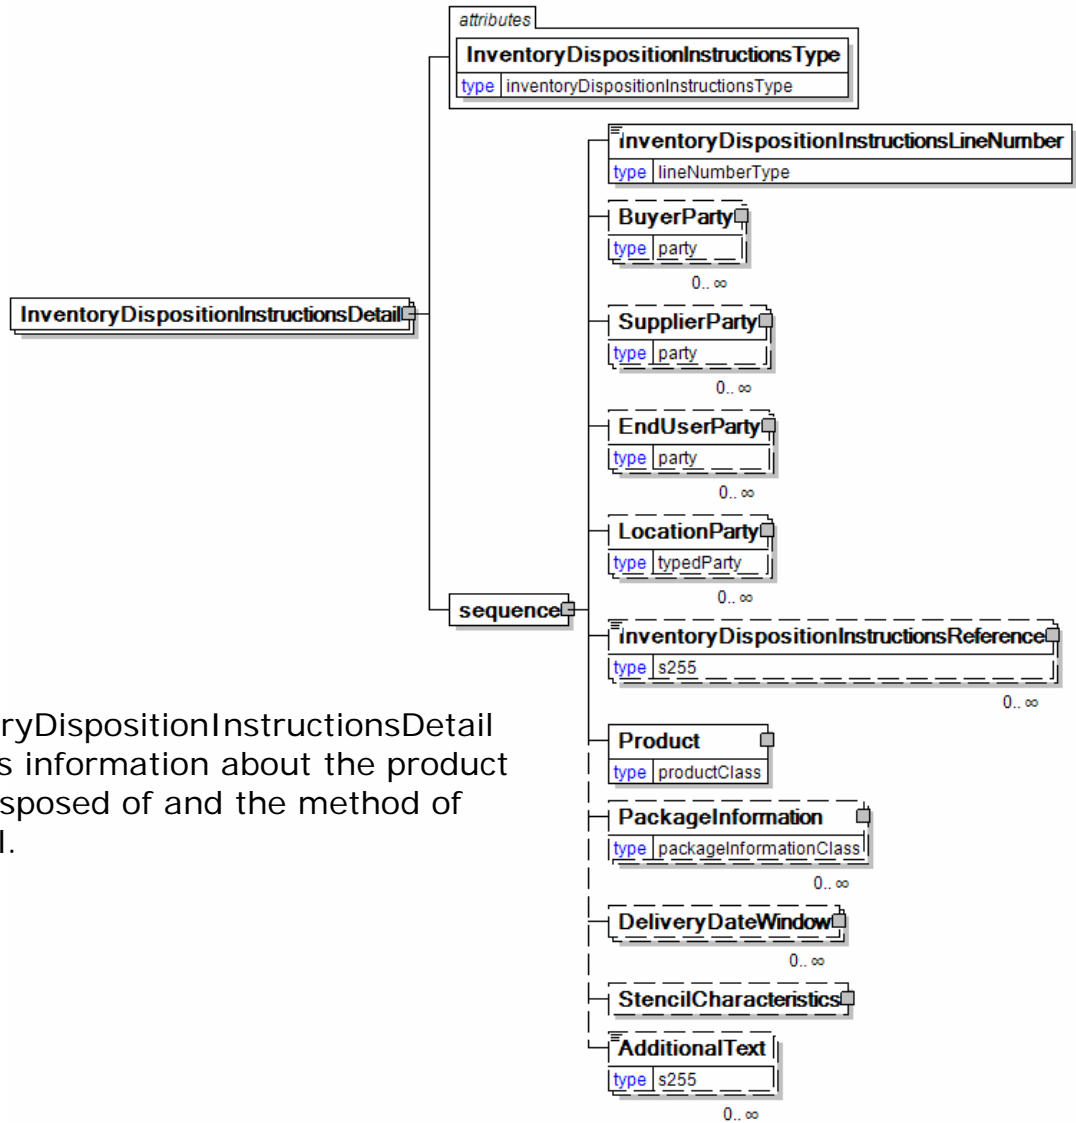 attributes
InventoryDispositionInstructionsType
type inventoryDispositionInstructionsType
InventoryDispositionInstructionsLineNumber
type lineNumberType
BuyerParty
type party
0.. ∞
InventoryDispositionInstructionsDetail
SupplierParty
type party
0.. ∞
EndUserParty
type party
0.. ∞
LocationParty
type typedParty
0.. ∞
sequence
InventoryDispositionInstructionsReference
type s255
0.. ∞
ryDispositionInstructionsDetail
s information about the product
sposed of and the method of
l.
Product
type productClass
PackageInformation
type packageInformationClass
0.. ∞
DeliveryDateWindow
0.. ∞
StencilCharacteristics
AdditionalText
type s255
0.. ∞